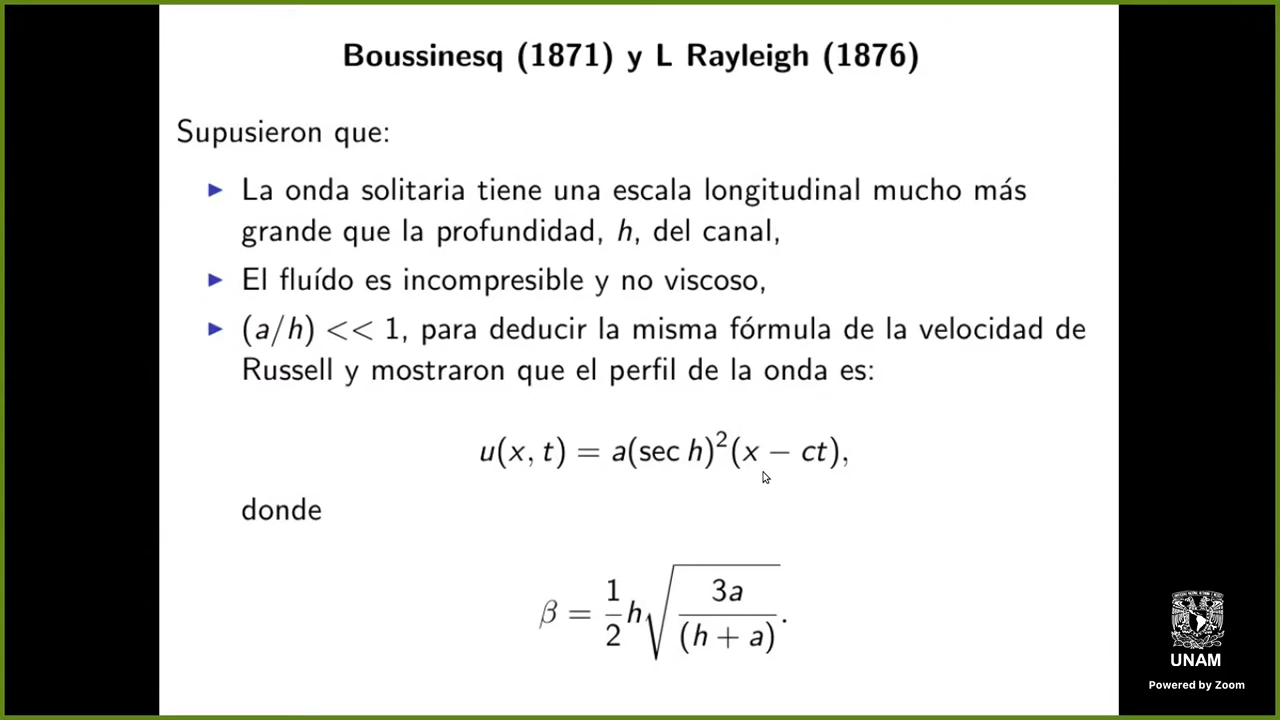 Boussinesq (1871) y L Rayleigh (1876)
Supusieron que:
▶ La onda solitaria tiene una escala longitudinal mucho más
grande que la profundidad, h, del canal,
▶ El fluído es incompresible y no viscoso,
▶ (a/h) << 1, para deducir la misma fórmula de la velocidad de
Russell y mostraron que el perfil de la onda es:
u(x, t) = a(sec h)²(x − ct),
donde
β = 1/2 h √(3a/(h + a)).
UNAM
Powered by Zoom